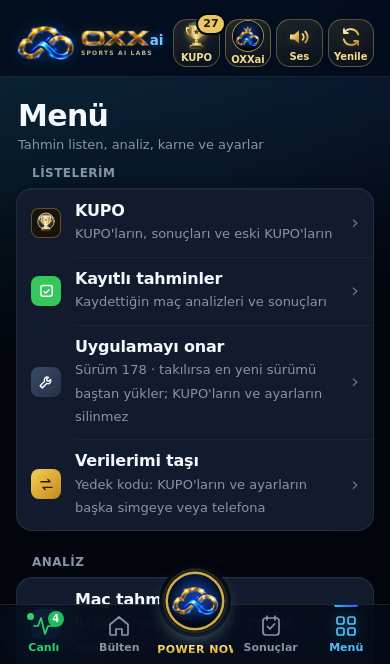 OXXai
SPORTS AI LABS
27
KUPO
OXXai
Ses
Yenile
Menü
Tahmin listen, analiz, karne ve ayarlar
LİSTELERİM
KUPO
KUPO'ların, sonuçları ve eski KUPO'ların
Kayıtlı tahminler
Kaydettiğin maç analizleri ve sonuçları
Uygulamayı onar
Sürüm 178 · takılırsa en yeni sürümü
baştan yükler; KUPO'ların ve ayarların
silinmez
Verilerimi taşı
Yedek kodu: KUPO'ların ve ayarların
başka simgeye veya telefona
ANALİZ
Maç
4
Canlı
Bülten
POWER NOW
Sonuçlar
Menü